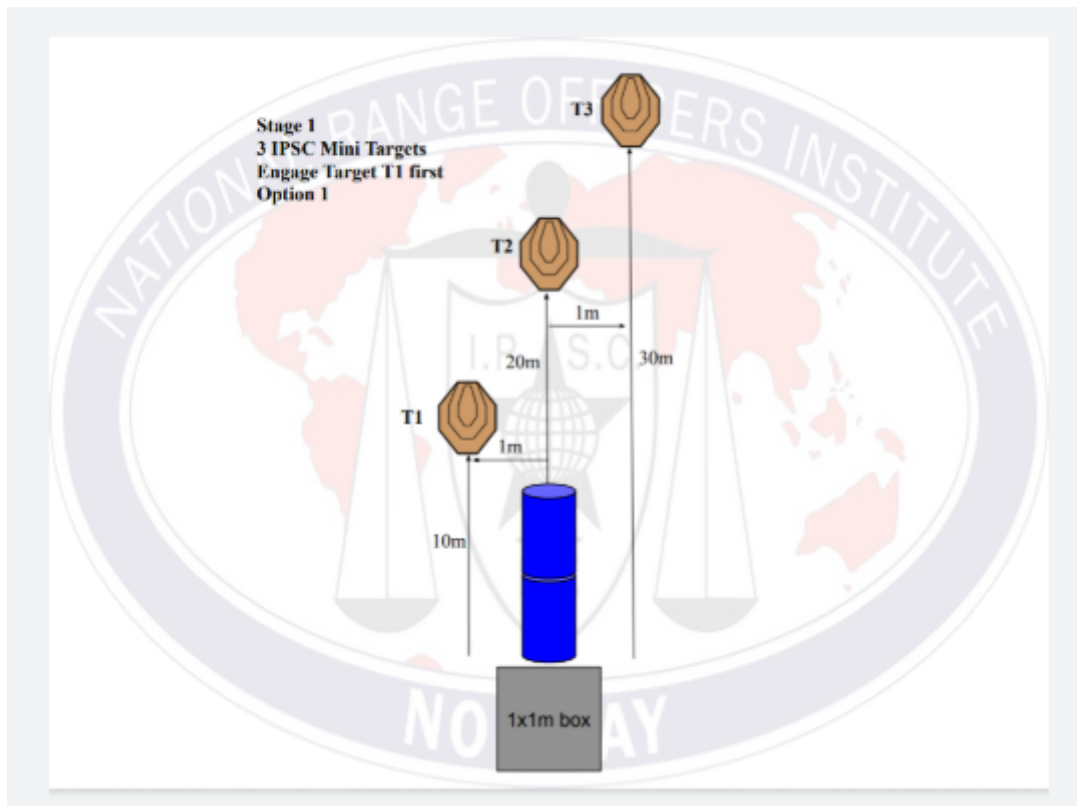 NATIONAL RANGE OFFICERS INSTITUTE
Stage 1
3 IPSC Mini Targets
Engage Target T1 first
Option 1
T3
T2
1m
I.P.S.C.
20m
30m
T1
1m
10m
1x1m box